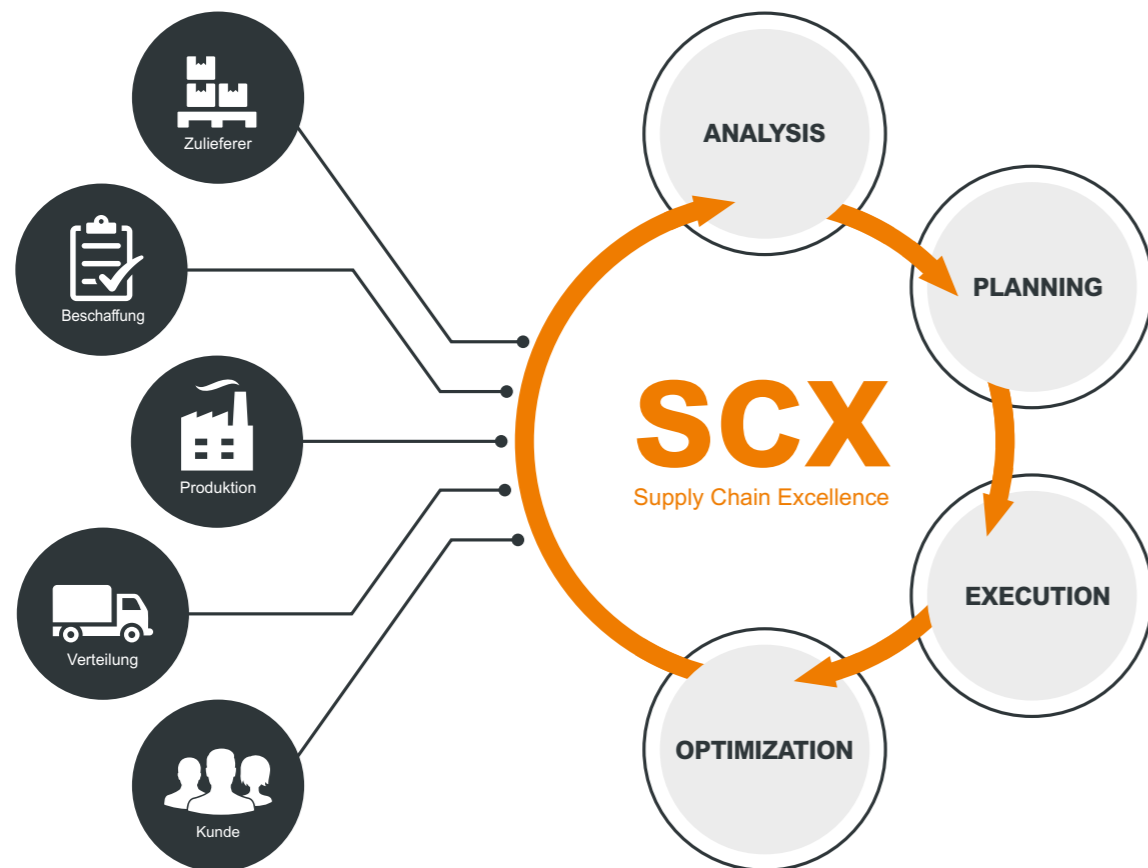 Zulieferer
Beschaffung
Produktion
Verteilung
Kunde
ANALYSIS
PLANNING
EXECUTION
OPTIMIZATION
SCX
Supply Chain Excellence